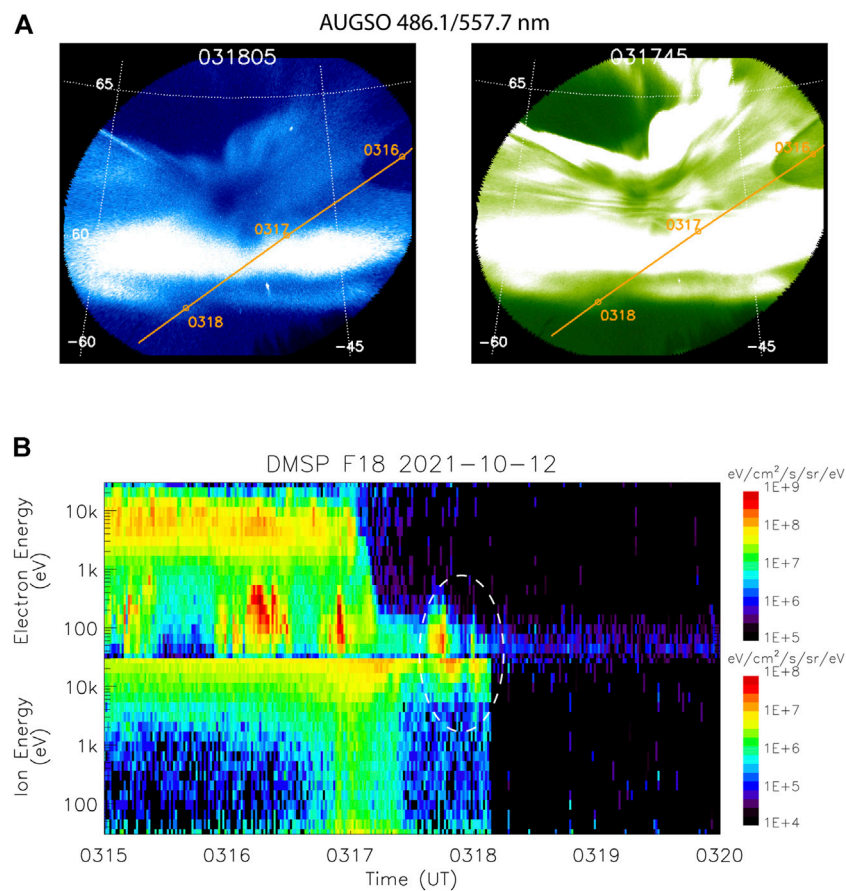 A
AUGSO 486.1/557.7 nm
031805
65
60
0316
0317
0318
-60
-45
031745
65
0316
0317
0318
-60
-45
B
DMSP F18 2021-10-12
Electron Energy
(eV)
10k
1k
100
Ion Energy
(eV)
10k
1k
100
0315 0316 0317 0318 0319 0320
Time (UT)
eV/cm²/s/sr/eV
1E+9
1E+8
1E+7
1E+6
1E+5
eV/cm²/s/sr/eV
1E+8
1E+7
1E+6
1E+5
1E+4